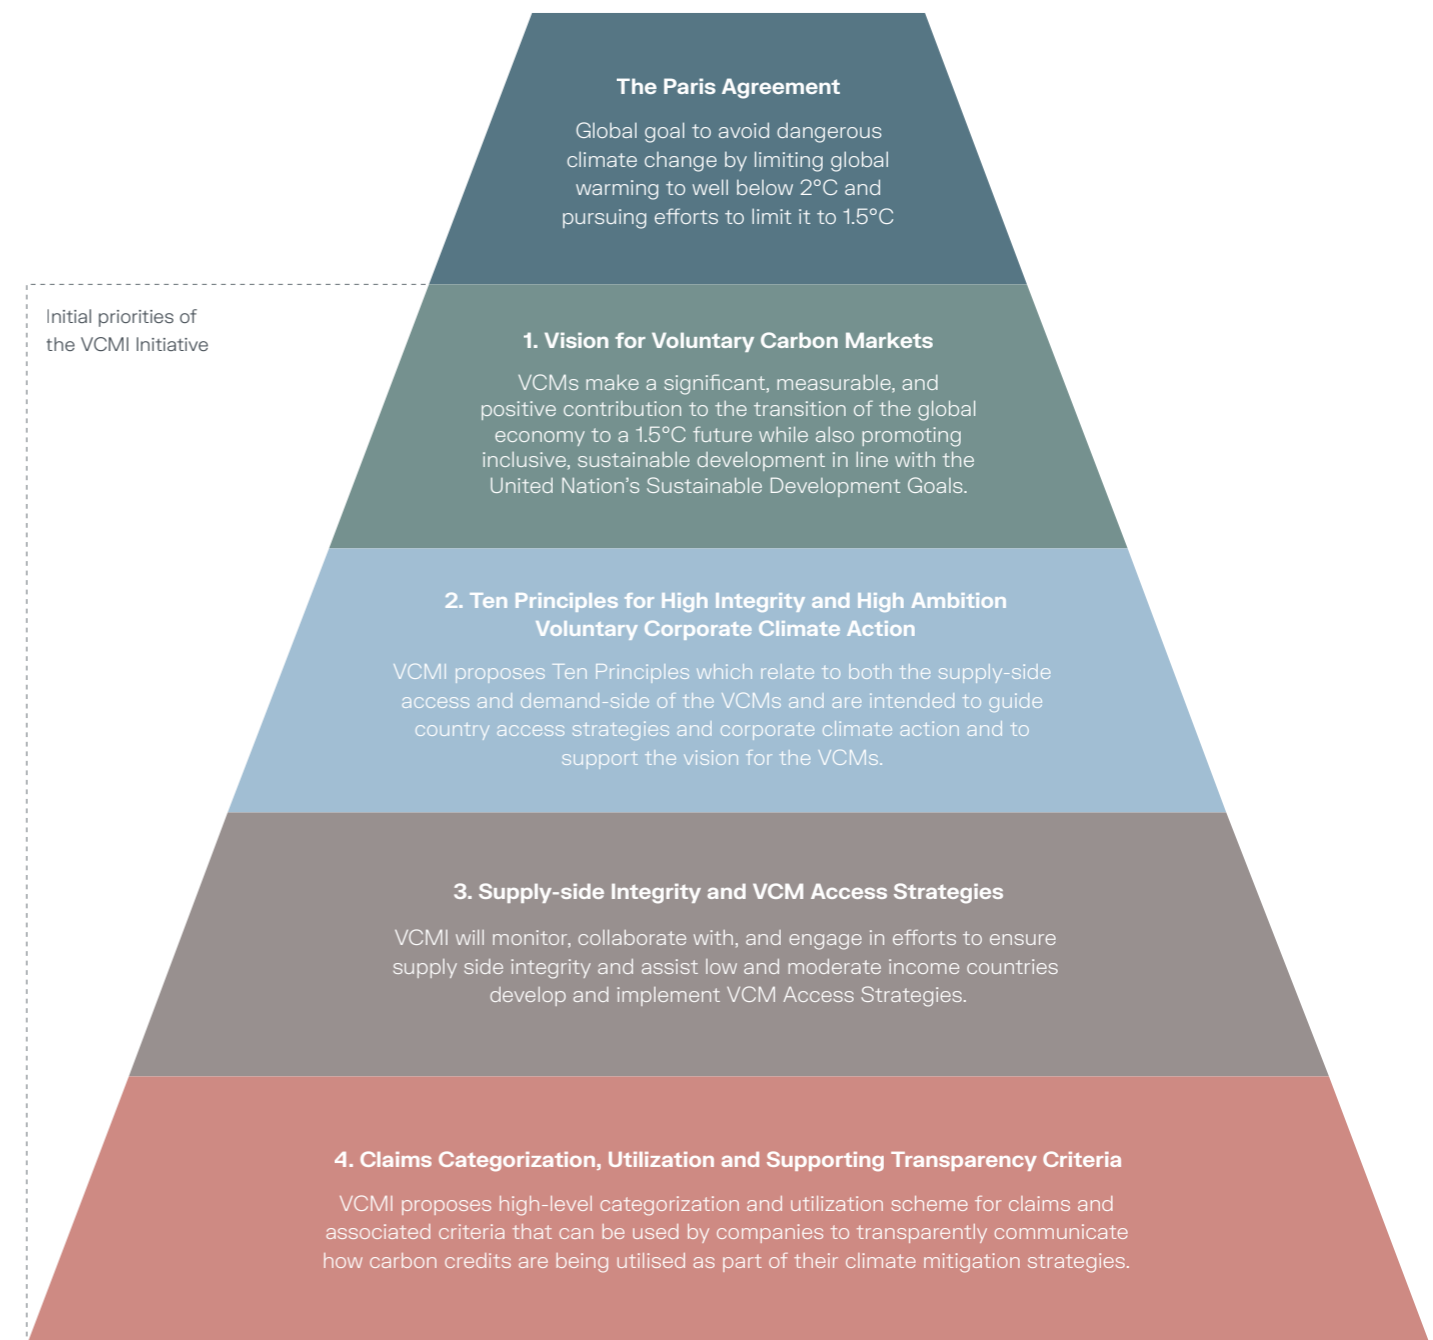 The Paris Agreement
Global goal to avoid dangerous
climate change by limiting global
warming to well below 2°C and
pursuing efforts to limit it to 1.5°C
Initial priorities of
the VCMI Initiative
1. Vision for Voluntary Carbon Markets
VCMs make a significant, measurable, and
positive contribution to the transition of the global
economy to a 1.5°C future while also promoting
inclusive, sustainable development in line with the
United Nation's Sustainable Development Goals.
2. Ten Principles for High Integrity and High Ambition
Voluntary Corporate Climate Action
VCMI proposes Ten Principles which relate to both the supply-side
access and demand-side of the VCMs and are intended to guide
country access strategies and corporate climate action and to
support the vision for the VCMs.
3. Supply-side Integrity and VCM Access Strategies
VCMI will monitor, collaborate with, and engage in efforts to ensure
supply side integrity and assist low and moderate income countries
develop and implement VCM Access Strategies.
4. Claims Categorization, Utilization and Supporting Transparency Criteria
VCMI proposes high-level categorization and utilization scheme for claims and
associated criteria that can be used by companies to transparently communicate
how carbon credits are being utilised as part of their climate mitigation strategies.